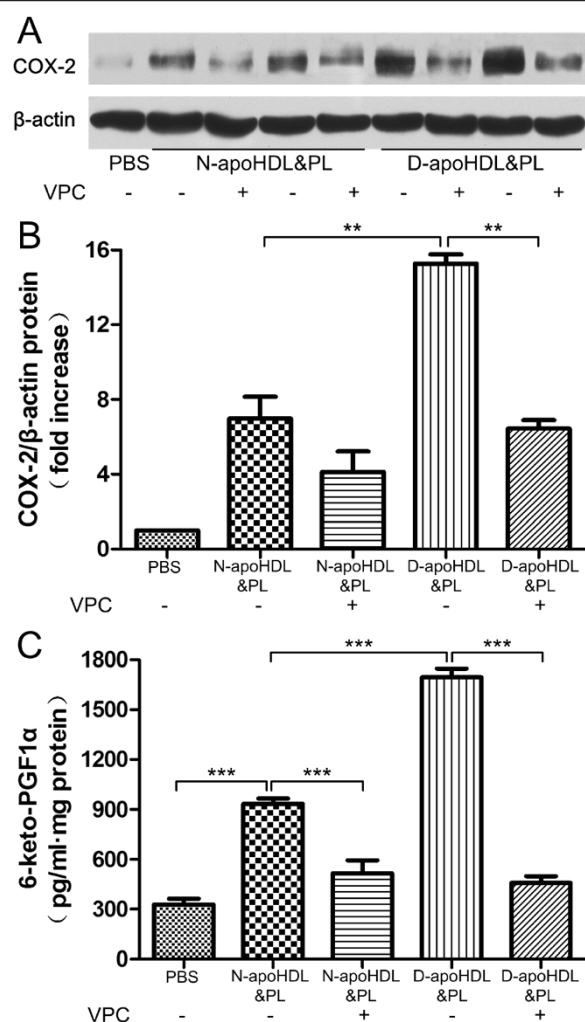 A
COX-2
β-actin
PBS N-apoHDL&PL D-apoHDL&PL
VPC - - + - + - + - +
B
** **
COX-2/β-actin protein
( fold increase)
16
12
8
4
0
PBS N-apoHDL N-apoHDL D-apoHDL D-apoHDL
&PL &PL &PL &PL
VPC - - + - +
C
*** ***
*** ***
6-keto-PGF1α
( pg/ml·mg protein)
1800
1500
1200
900
600
300
0
PBS N-apoHDL N-apoHDL D-apoHDL D-apoHDL
&PL &PL &PL &PL
VPC - - + - +